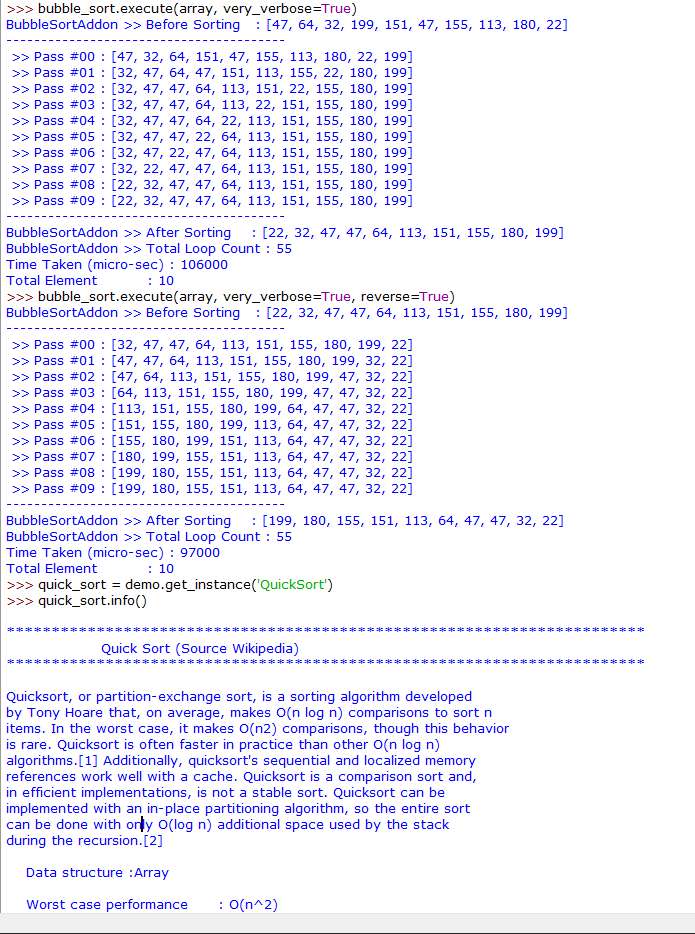 >>> bubble_sort.execute(array, very_verbose=True)
BubbleSortAddon >> Before Sorting   : [47, 64, 32, 199, 151, 47, 155, 113, 180, 22]
----------------------------------------
>> Pass #00 : [47, 32, 64, 151, 47, 155, 113, 180, 22, 199]
>> Pass #01 : [32, 47, 64, 47, 151, 113, 155, 22, 180, 199]
>> Pass #02 : [32, 47, 47, 64, 113, 151, 22, 155, 180, 199]
>> Pass #03 : [32, 47, 47, 64, 113, 22, 151, 155, 180, 199]
>> Pass #04 : [32, 47, 47, 64, 22, 113, 151, 155, 180, 199]
>> Pass #05 : [32, 47, 47, 22, 64, 113, 151, 155, 180, 199]
>> Pass #06 : [32, 47, 22, 47, 64, 113, 151, 155, 180, 199]
>> Pass #07 : [32, 22, 47, 47, 64, 113, 151, 155, 180, 199]
>> Pass #08 : [22, 32, 47, 47, 64, 113, 151, 155, 180, 199]
>> Pass #09 : [22, 32, 47, 47, 64, 113, 151, 155, 180, 199]
----------------------------------------
BubbleSortAddon >> After Sorting    : [22, 32, 47, 47, 64, 113, 151, 155, 180, 199]
BubbleSortAddon >> Total Loop Count : 55
Time Taken (micro-sec) : 106000
Total Element          : 10
>>> bubble_sort.execute(array, very_verbose=True, reverse=True)
BubbleSortAddon >> Before Sorting   : [22, 32, 47, 47, 64, 113, 151, 155, 180, 199]
----------------------------------------
>> Pass #00 : [32, 47, 47, 64, 113, 151, 155, 180, 199, 22]
>> Pass #01 : [47, 47, 64, 113, 151, 155, 180, 199, 32, 22]
>> Pass #02 : [47, 64, 113, 151, 155, 180, 199, 47, 32, 22]
>> Pass #03 : [64, 113, 151, 155, 180, 199, 47, 47, 32, 22]
>> Pass #04 : [113, 151, 155, 180, 199, 64, 47, 47, 32, 22]
>> Pass #05 : [151, 155, 180, 199, 113, 64, 47, 47, 32, 22]
>> Pass #06 : [155, 180, 199, 151, 113, 64, 47, 47, 32, 22]
>> Pass #07 : [180, 199, 155, 151, 113, 64, 47, 47, 32, 22]
>> Pass #08 : [199, 180, 155, 151, 113, 64, 47, 47, 32, 22]
>> Pass #09 : [199, 180, 155, 151, 113, 64, 47, 47, 32, 22]
----------------------------------------
BubbleSortAddon >> After Sorting    : [199, 180, 155, 151, 113, 64, 47, 47, 32, 22]
BubbleSortAddon >> Total Loop Count : 55
Time Taken (micro-sec) : 97000
Total Element          : 10
>>> quick_sort = demo.get_instance('QuickSort')
>>> quick_sort.info()
**********************************************************************
Quick Sort (Source Wikipedia)
**********************************************************************
Quicksort, or partition-exchange sort, is a sorting algorithm developed
by Tony Hoare that, on average, makes O(n log n) comparisons to sort n
items. In the worst case, it makes O(n2) comparisons, though this behavior
is rare. Quicksort is often faster in practice than other O(n log n)
algorithms.[1] Additionally, quicksort's sequential and localized memory
references work well with a cache. Quicksort is a comparison sort and,
in efficient implementations, is not a stable sort. Quicksort can be
implemented with an in-place partitioning algorithm, so the entire sort
can be done with only O(log n) additional space used by the stack
during the recursion.[2]
Data structure :Array
Worst case performance     : O(n^2)